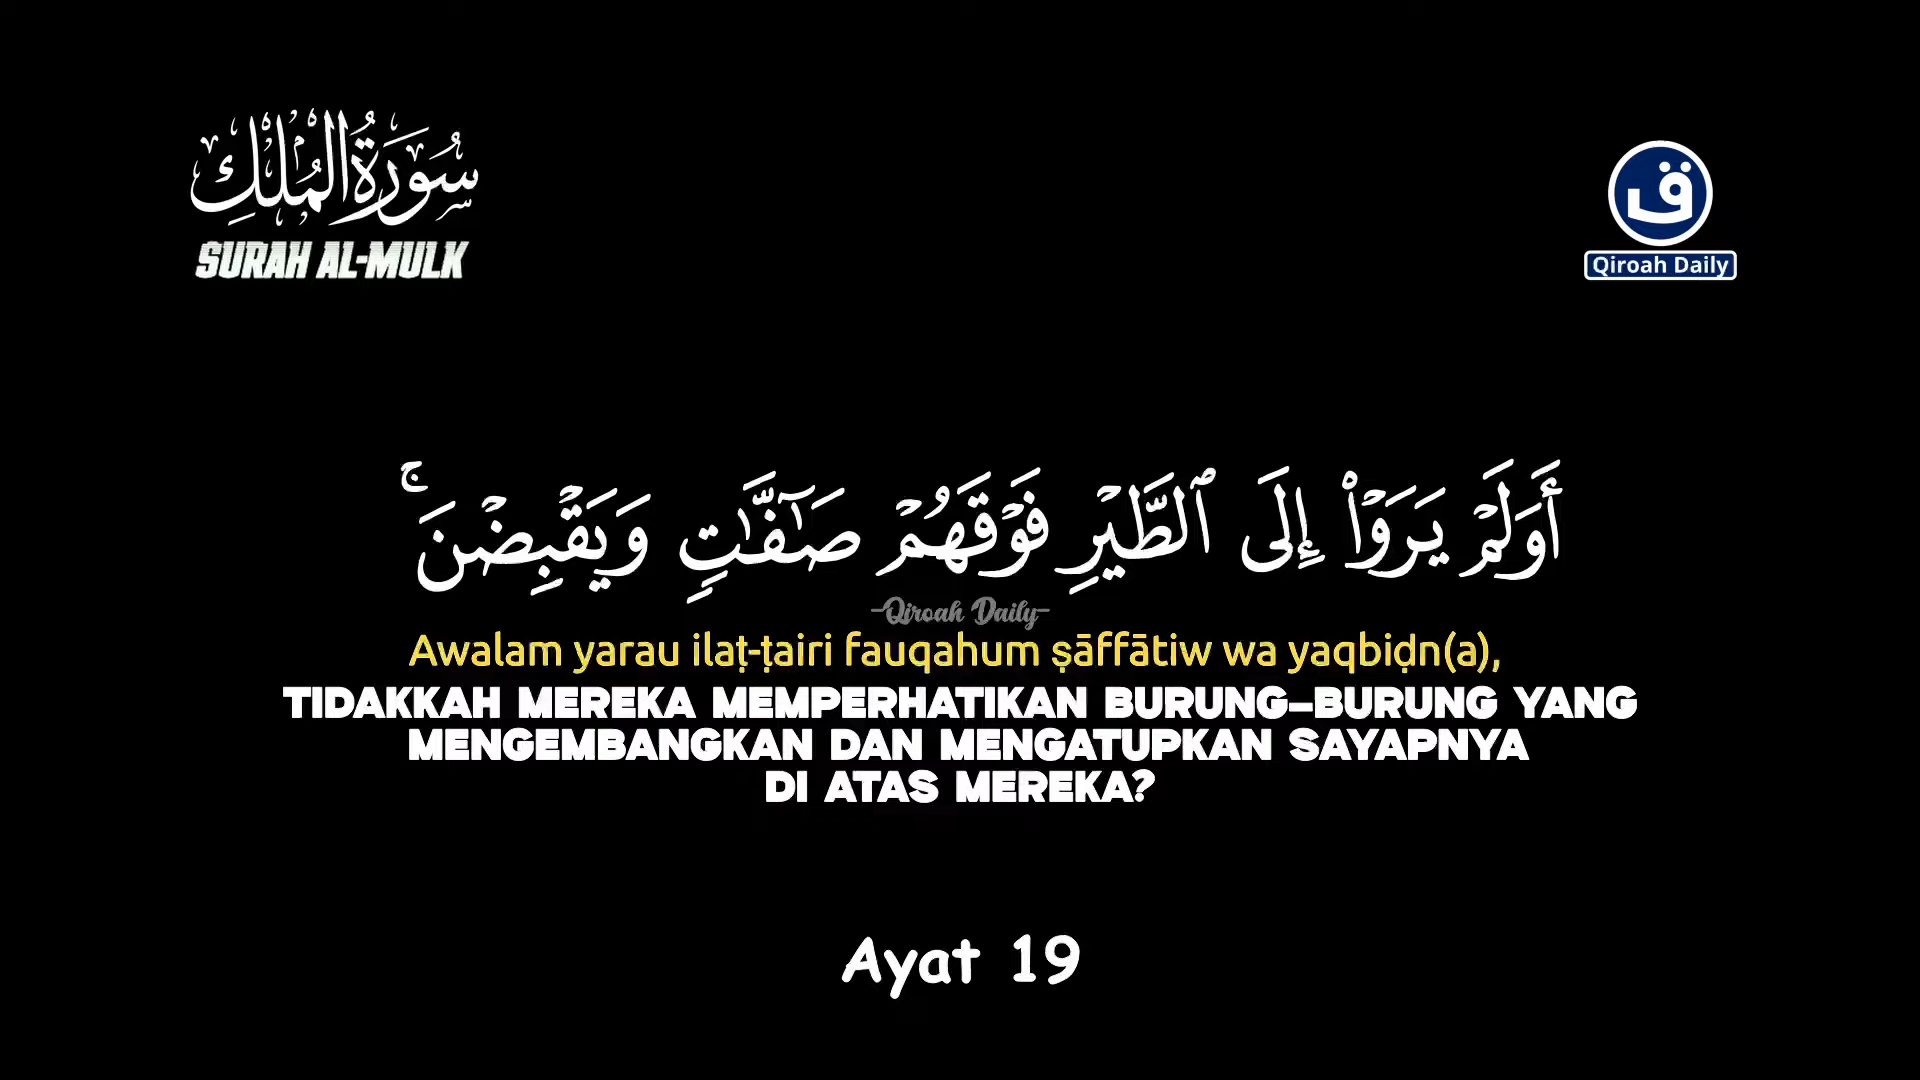 سُورَةُ الْمُلْكِ
SURAH AL-MULK
ق
Qiroah Daily
أَوَلَمْ يَرَوْا۟ إِلَى ٱلطَّيْرِ فَوْقَهُمْ صَـٰٓفَّـٰتٍ وَيَقْبِضْنَ ۚ
Qiroah Daily
Awalam yarau ilaṭ-ṭairi fauqahum ṣāffātiw wa yaqbiḍn(a),
TIDAKKAH MEREKA MEMPERHATIKAN BURUNG-BURUNG YANG
MENGEMBANGKAN DAN MENGATUPKAN SAYAPNYA
DI ATAS MEREKA?
Ayat 19